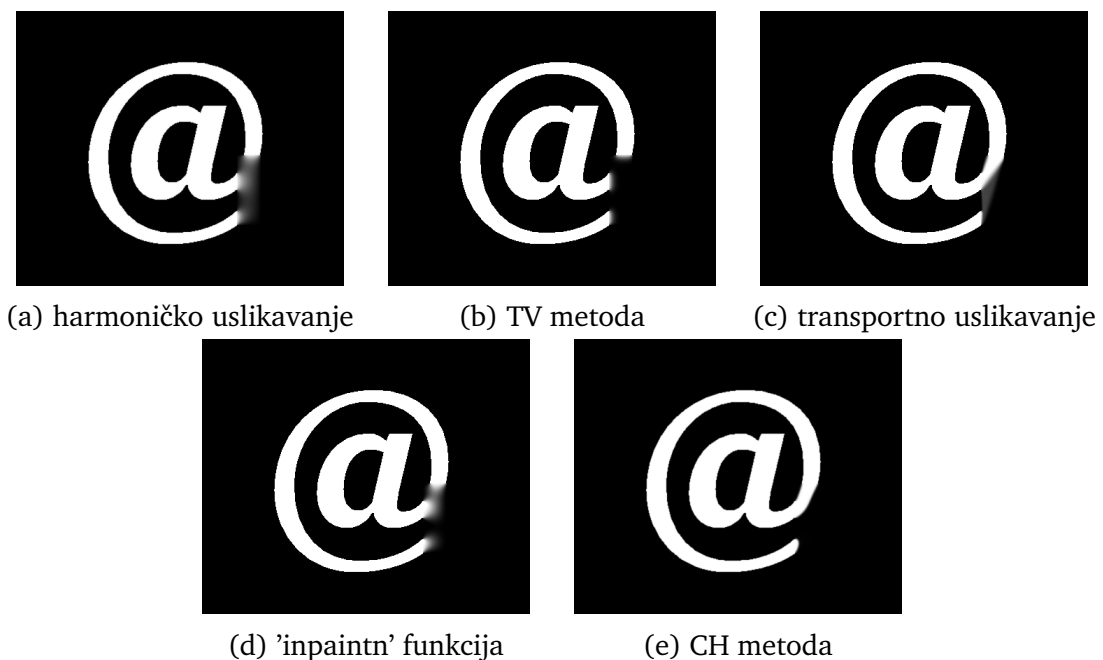 @ @ @
(a) harmoničko uslikavanje (b) TV metoda (c) transportno uslikavanje
@ @
(d) ’inpaintn’ funkcija (e) CH metoda